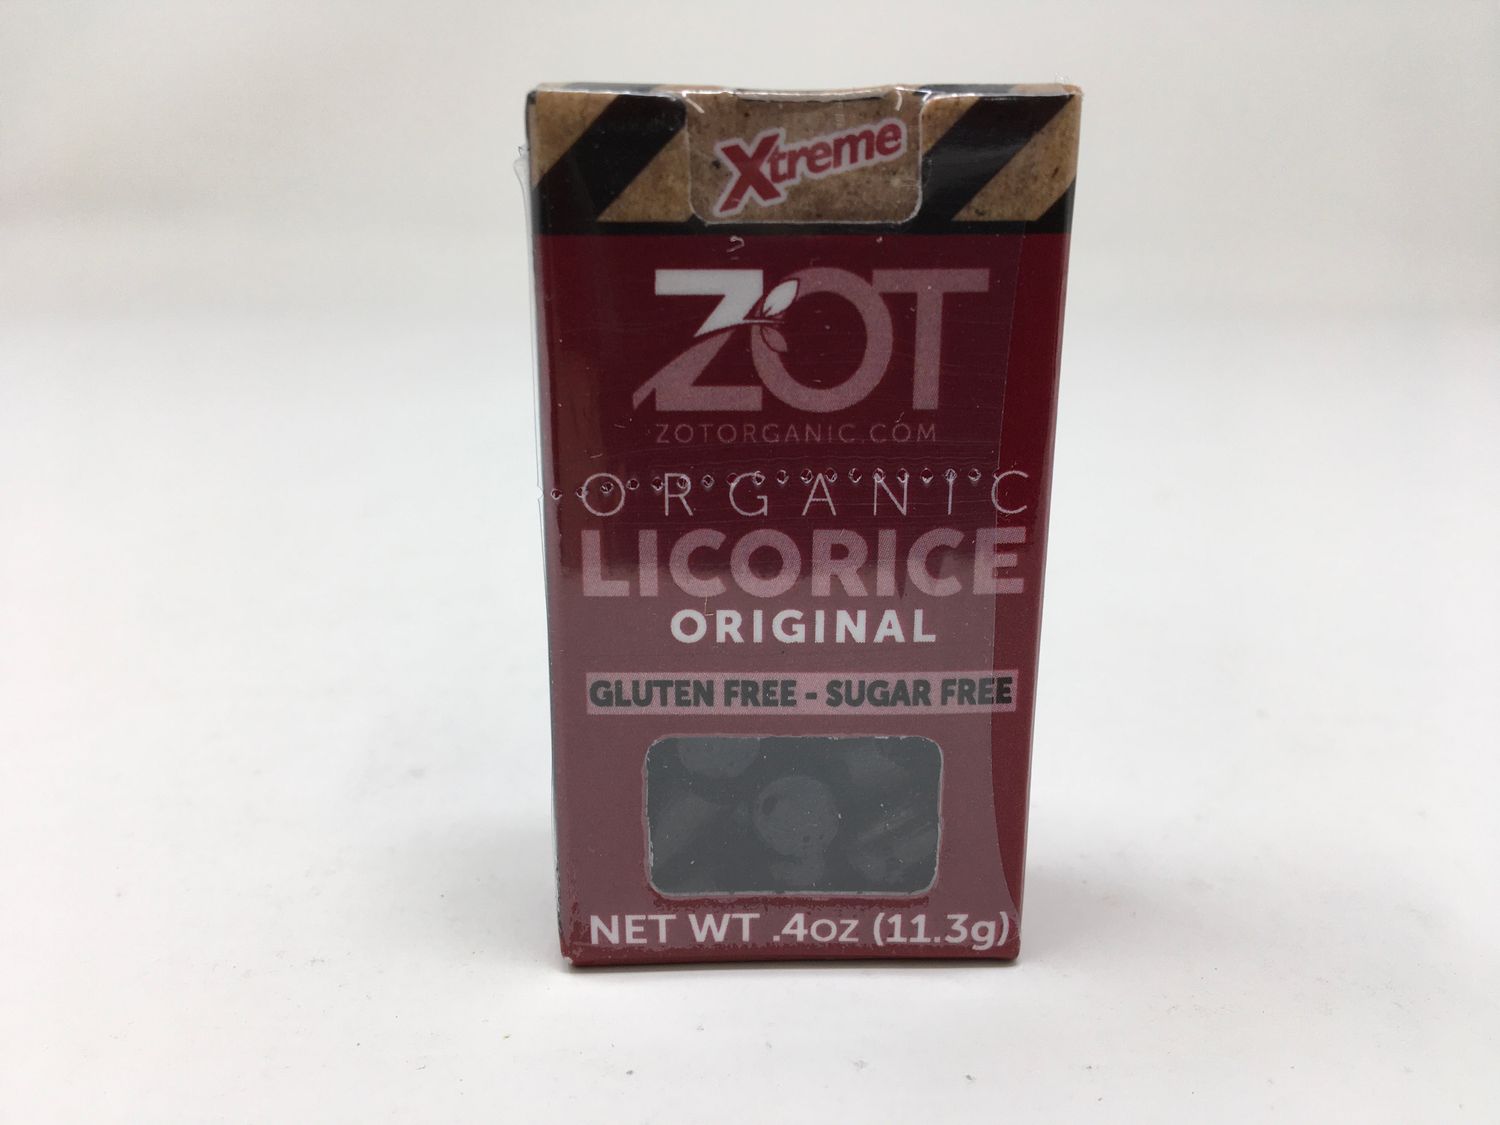 Xtreme
ZOT
ZOTORGANIC.COM
ORGANIC
LICORICE
ORIGINAL
GLUTEN FREE - SUGAR FREE
NET WT .4oz (11.3g)